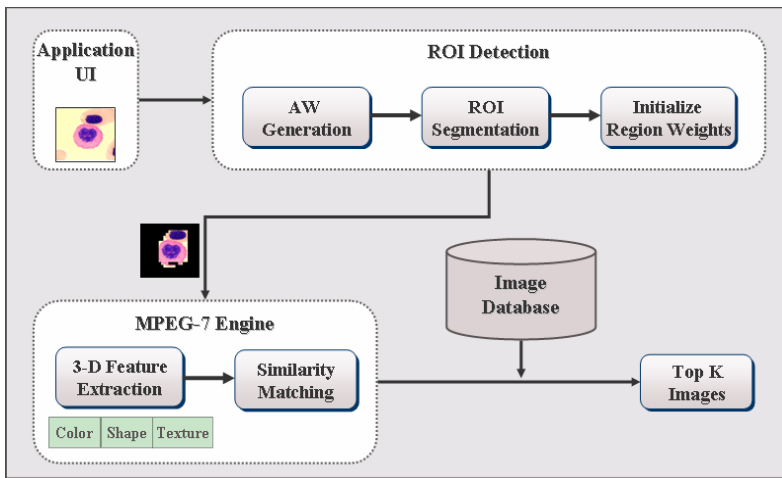 Application
UI
ROI Detection
AW
Generation
ROI
Segmentation
Initialize
Region Weights
Image
Database
MPEG-7 Engine
3-D Feature
Extraction
Similarity
Matching
Top K
Images
Color
Shape
Texture